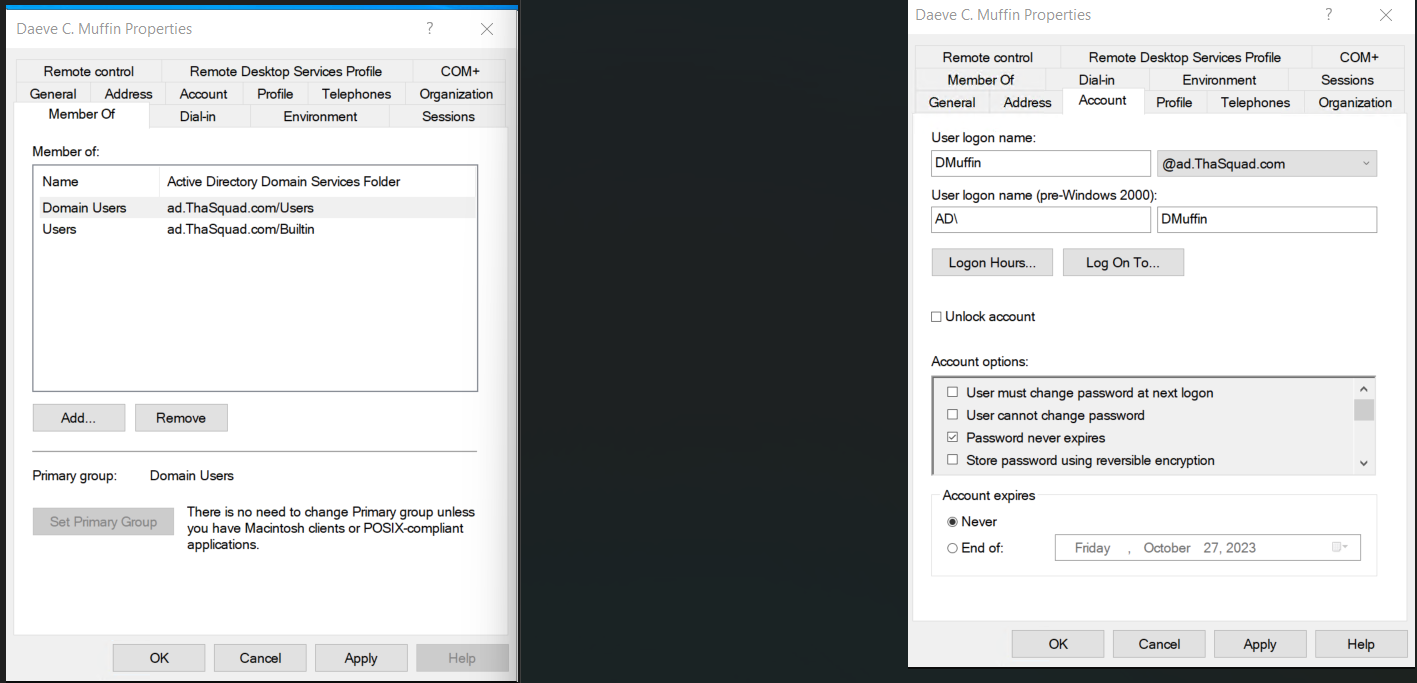 Daeve C. Muffin Properties ?
Remote control Remote Desktop Services Profile COM+
General Address Account Profile Telephones Organization
Member Of Dial-in Environment Sessions
Member of:
Name Active Directory Domain Services Folder
Domain Users ad.ThaSquad.com/Users
Users ad.ThaSquad.com/Builtin
Add... Remove
Primary group: Domain Users
Set Primary Group
There is no need to change Primary group unless
you have Macintosh clients or POSIX-compliant
applications.
OK Cancel Apply Help
Daeve C. Muffin Properties ?
Remote control Remote Desktop Services Profile COM+
Member Of Dial-in Environment Sessions
General Address Account Profile Telephones Organization
User logon name:
DMuffin @ad.ThaSquad.com
User logon name (pre-Windows 2000):
AD\ DMuffin
Logon Hours... Log On To...
Unlock account
Account options:
User must change password at next logon
User cannot change password
Password never expires
Store password using reversible encryption
Account expires
Never
End of: Friday , October 27, 2023
OK Cancel Apply Help